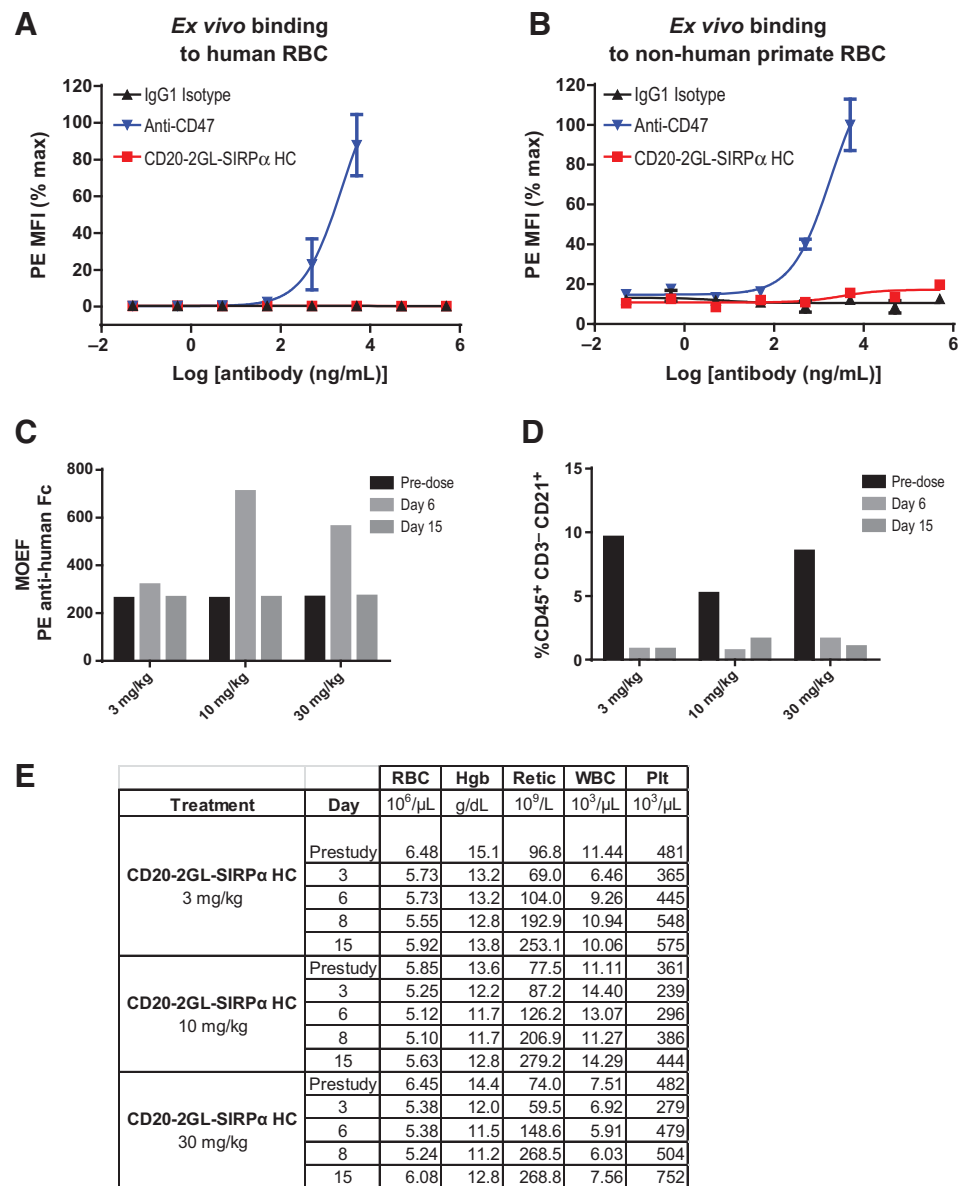 A
Ex vivo binding
to human RBC
120
100
80
60
40
20
0
PE MFI (% max)
IgG1 Isotype
Anti-CD47
CD20-2GL-SIRPα HC
−2 0 2 4 6
Log [antibody (ng/mL)]
B
Ex vivo binding
to non-human primate RBC
120
100
80
60
40
20
0
PE MFI (% max)
IgG1 Isotype
Anti-CD47
CD20-2GL-SIRPα HC
−2 0 2 4 6
Log [antibody (ng/mL)]
C
800
600
400
200
0
MOEF
PE anti-human Fc
Pre-dose
Day 6
Day 15
3 mg/kg 10 mg/kg 30 mg/kg
D
15
10
5
0
%CD45+ CD3− CD21+
Pre-dose
Day 6
Day 15
3 mg/kg 10 mg/kg 30 mg/kg
E
RBC Hgb Retic WBC Plt
Treatment Day 10^6/µL g/dL 10^9/L 10^3/µL 10^3/µL
CD20-2GL-SIRPα HC
3 mg/kg
Prestudy 6.48 15.1 96.8 11.44 481
3 5.73 13.2 69.0 6.46 365
6 5.73 13.2 104.0 9.26 445
8 5.55 12.8 192.9 10.94 548
15 5.92 13.8 253.1 10.06 575
CD20-2GL-SIRPα HC
10 mg/kg
Prestudy 5.85 13.6 77.5 11.11 361
3 5.25 12.2 87.2 14.40 239
6 5.12 11.7 126.2 13.07 296
8 5.10 11.7 206.9 11.27 386
15 5.63 12.8 279.2 14.29 444
CD20-2GL-SIRPα HC
30 mg/kg
Prestudy 6.45 14.4 74.0 7.51 482
3 5.38 12.0 59.5 6.92 279
6 5.38 11.5 148.6 5.91 479
8 5.24 11.2 268.5 6.03 504
15 6.08 12.8 268.8 7.56 752